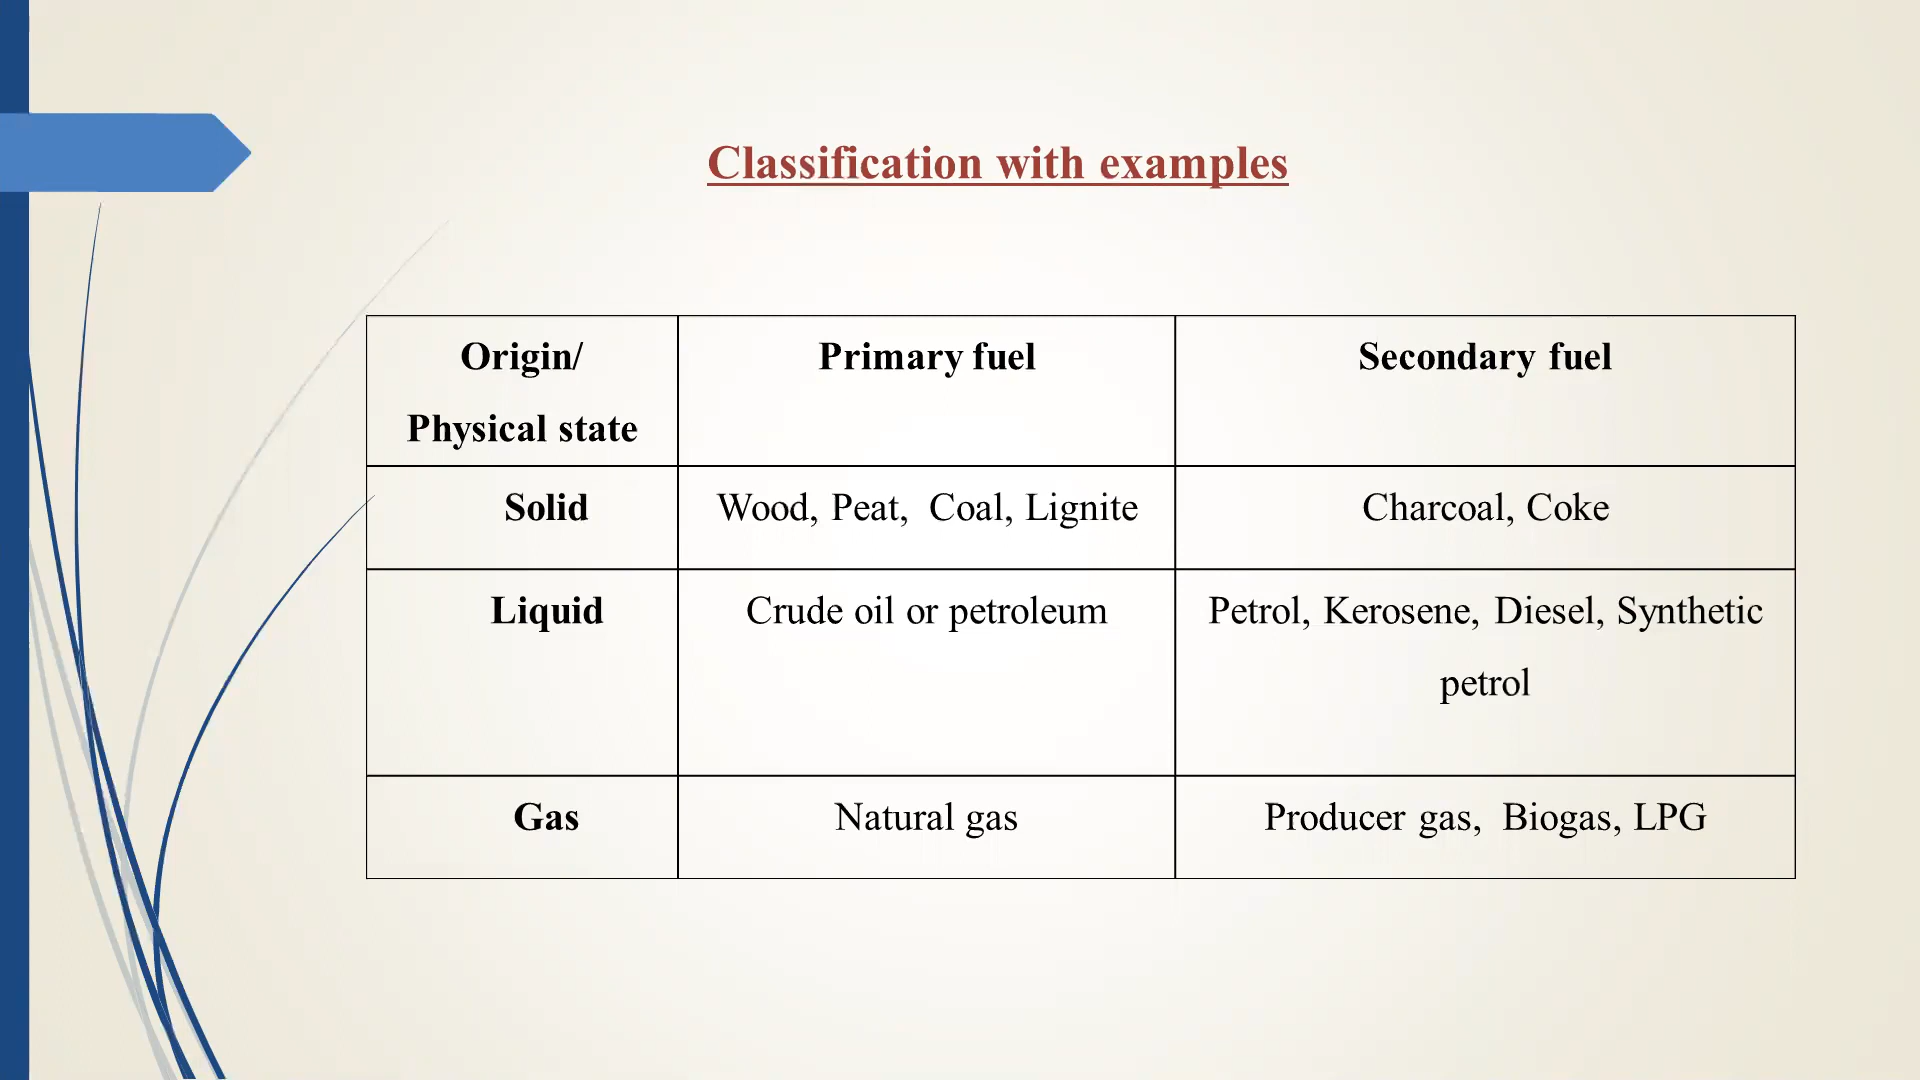 Classification with examples
Origin/
Physical state
Primary fuel
Secondary fuel
Solid
Wood, Peat,  Coal, Lignite
Charcoal, Coke
Liquid
Crude oil or petroleum
Petrol, Kerosene, Diesel, Synthetic
petrol
Gas
Natural gas
Producer gas,  Biogas, LPG